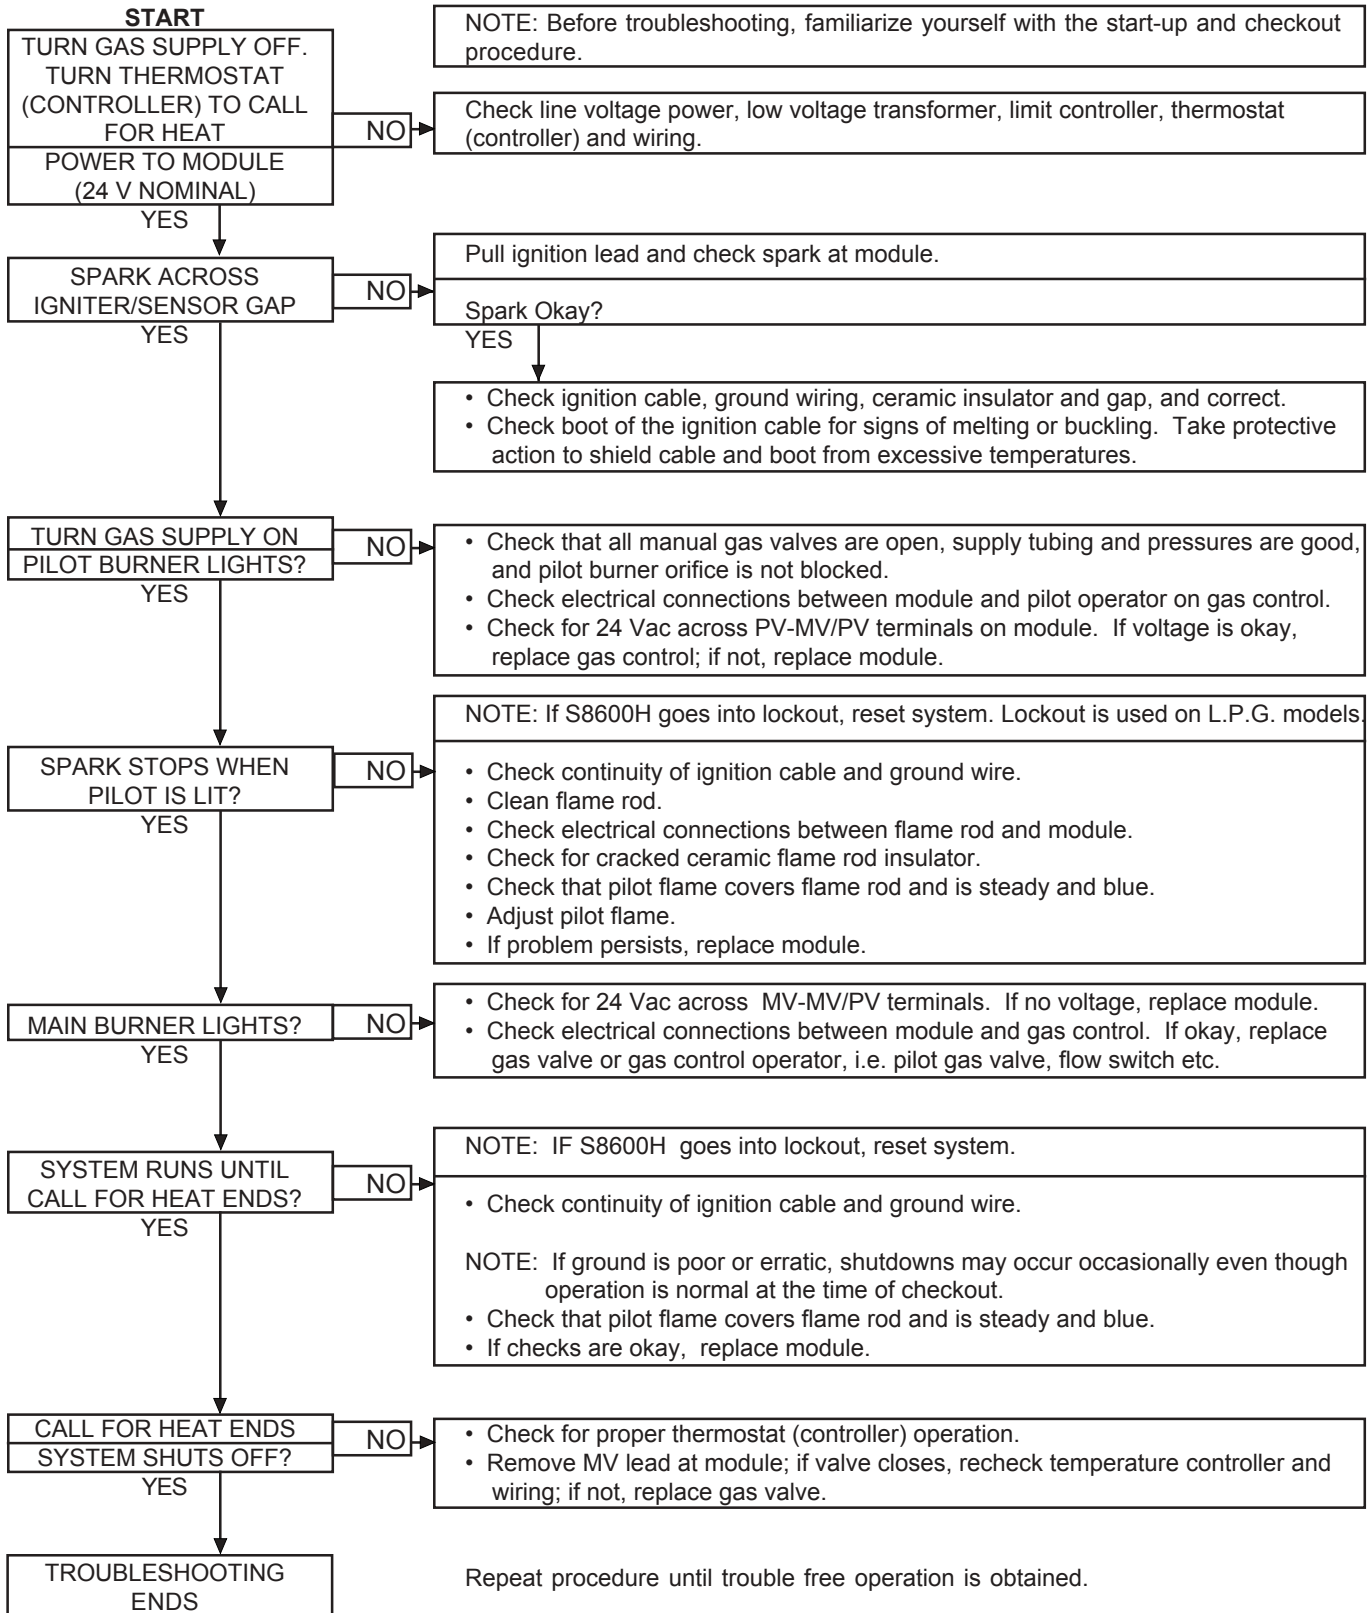 START
TURN GAS SUPPLY OFF.
TURN THERMOSTAT
(CONTROLLER) TO CALL
FOR HEAT
POWER TO MODULE
(24 V NOMINAL)
NOTE: Before troubleshooting, familiarize yourself with the start-up and checkout
procedure.
NO
Check line voltage power, low voltage transformer, limit controller, thermostat
(controller) and wiring.
YES
SPARK ACROSS
IGNITER/SENSOR GAP
NO
Pull ignition lead and check spark at module.
Spark Okay?
YES
• Check ignition cable, ground wiring, ceramic insulator and gap, and correct.
• Check boot of the ignition cable for signs of melting or buckling. Take protective
action to shield cable and boot from excessive temperatures.
YES
TURN GAS SUPPLY ON
PILOT BURNER LIGHTS?
NO
• Check that all manual gas valves are open, supply tubing and pressures are good,
and pilot burner orifice is not blocked.
• Check electrical connections between module and pilot operator on gas control.
• Check for 24 Vac across PV-MV/PV terminals on module. If voltage is okay,
replace gas control; if not, replace module.
YES
SPARK STOPS WHEN
PILOT IS LIT?
NO
NOTE: If S8600H goes into lockout, reset system. Lockout is used on L.P.G. models.
• Check continuity of ignition cable and ground wire.
• Clean flame rod.
• Check electrical connections between flame rod and module.
• Check for cracked ceramic flame rod insulator.
• Check that pilot flame covers flame rod and is steady and blue.
• Adjust pilot flame.
• If problem persists, replace module.
YES
MAIN BURNER LIGHTS?
NO
• Check for 24 Vac across MV-MV/PV terminals. If no voltage, replace module.
• Check electrical connections between module and gas control. If okay, replace
gas valve or gas control operator, i.e. pilot gas valve, flow switch etc.
YES
SYSTEM RUNS UNTIL
CALL FOR HEAT ENDS?
NO
NOTE: IF S8600H goes into lockout, reset system.
• Check continuity of ignition cable and ground wire.
NOTE: If ground is poor or erratic, shutdowns may occur occasionally even though
operation is normal at the time of checkout.
• Check that pilot flame covers flame rod and is steady and blue.
• If checks are okay, replace module.
YES
CALL FOR HEAT ENDS
SYSTEM SHUTS OFF?
NO
• Check for proper thermostat (controller) operation.
• Remove MV lead at module; if valve closes, recheck temperature controller and
wiring; if not, replace gas valve.
YES
TROUBLESHOOTING
ENDS
Repeat procedure until trouble free operation is obtained.